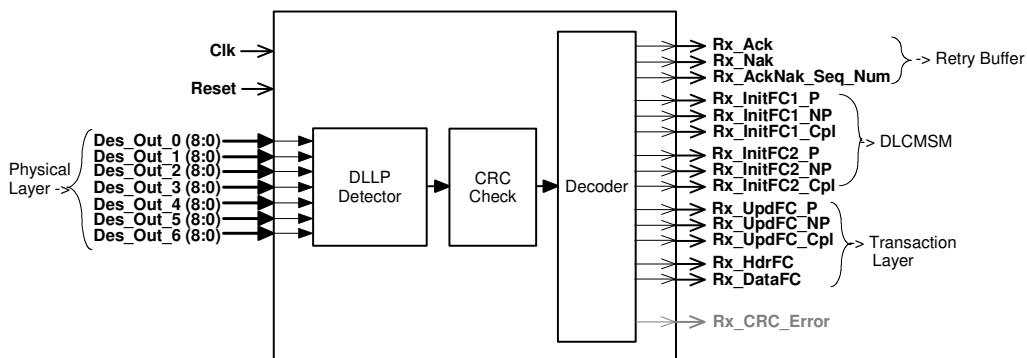 Clk
Reset
Physical
Layer ->
Des_Out_0 (8:0)
Des_Out_1 (8:0)
Des_Out_2 (8:0)
Des_Out_3 (8:0)
Des_Out_4 (8:0)
Des_Out_5 (8:0)
Des_Out_6 (8:0)
DLLP
Detector
CRC
Check
Decoder
Rx_Ack
Rx_Nak
Rx_AckNak_Seq_Num
-> Retry Buffer
Rx_InitFC1_P
Rx_InitFC1_NP
Rx_InitFC1_Cpl
Rx_InitFC2_P
Rx_InitFC2_NP
Rx_InitFC2_Cpl
-> DLCMSM
Rx_UpdFC_P
Rx_UpdFC_NP
Rx_UpdFC_Cpl
Rx_HdrFC
Rx_DataFC
-> Transaction
Layer
Rx_CRC_Error